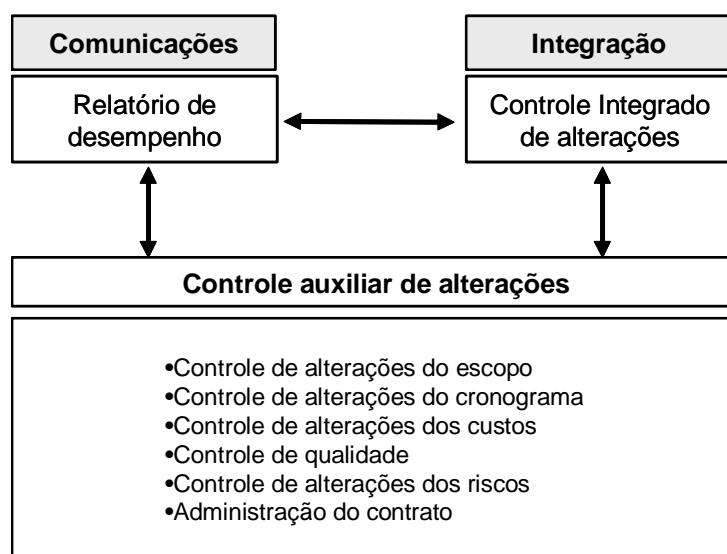 Comunicações
Integração
Relatório de
desempenho
Controle Integrado
de alterações
Controle auxiliar de alterações
•Controle de alterações do escopo
•Controle de alterações do cronograma
•Controle de alterações dos custos
•Controle de qualidade
•Controle de alterações dos riscos
•Administração do contrato